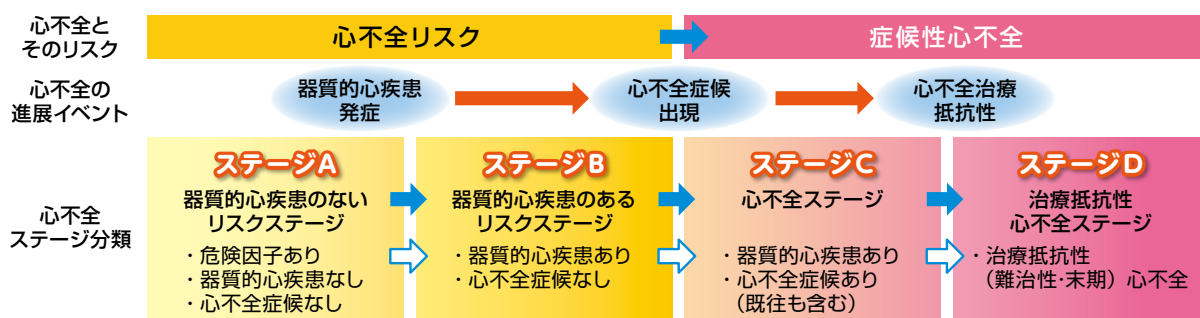 心不全と
そのリスク
心不全リスク
症候性心不全
心不全の
進展イベント
器質的心疾患
発症
心不全症候
出現
心不全治療
抵抗性
心不全
ステージ分類
ステージA
器質的心疾患のない
リスクステージ
・危険因子あり
・器質的心疾患なし
・心不全症候なし
ステージB
器質的心疾患のある
リスクステージ
・器質的心疾患あり
・心不全症候なし
ステージC
心不全ステージ
・器質的心疾患あり
・心不全症候あり
（既往も含む）
ステージD
治療抵抗性
心不全ステージ
・治療抵抗性
（難治性・末期）心不全